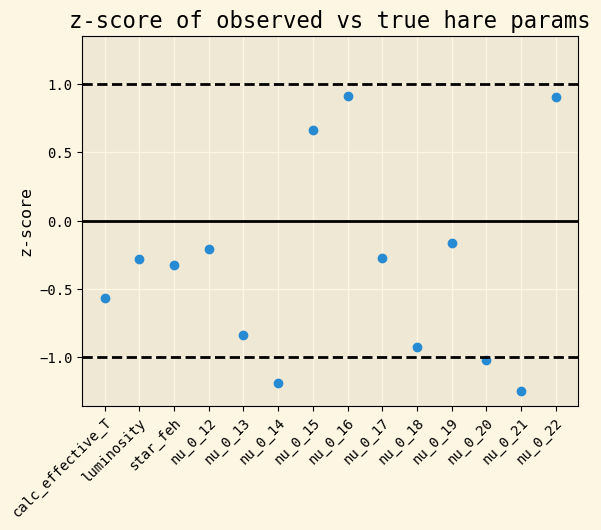 z-score of observed vs true hare params
z-score
1.0
0.5
0.0
−0.5
−1.0
calc_effective_T
luminosity
star_feh
nu_0_12
nu_0_13
nu_0_14
nu_0_15
nu_0_16
nu_0_17
nu_0_18
nu_0_19
nu_0_20
nu_0_21
nu_0_22